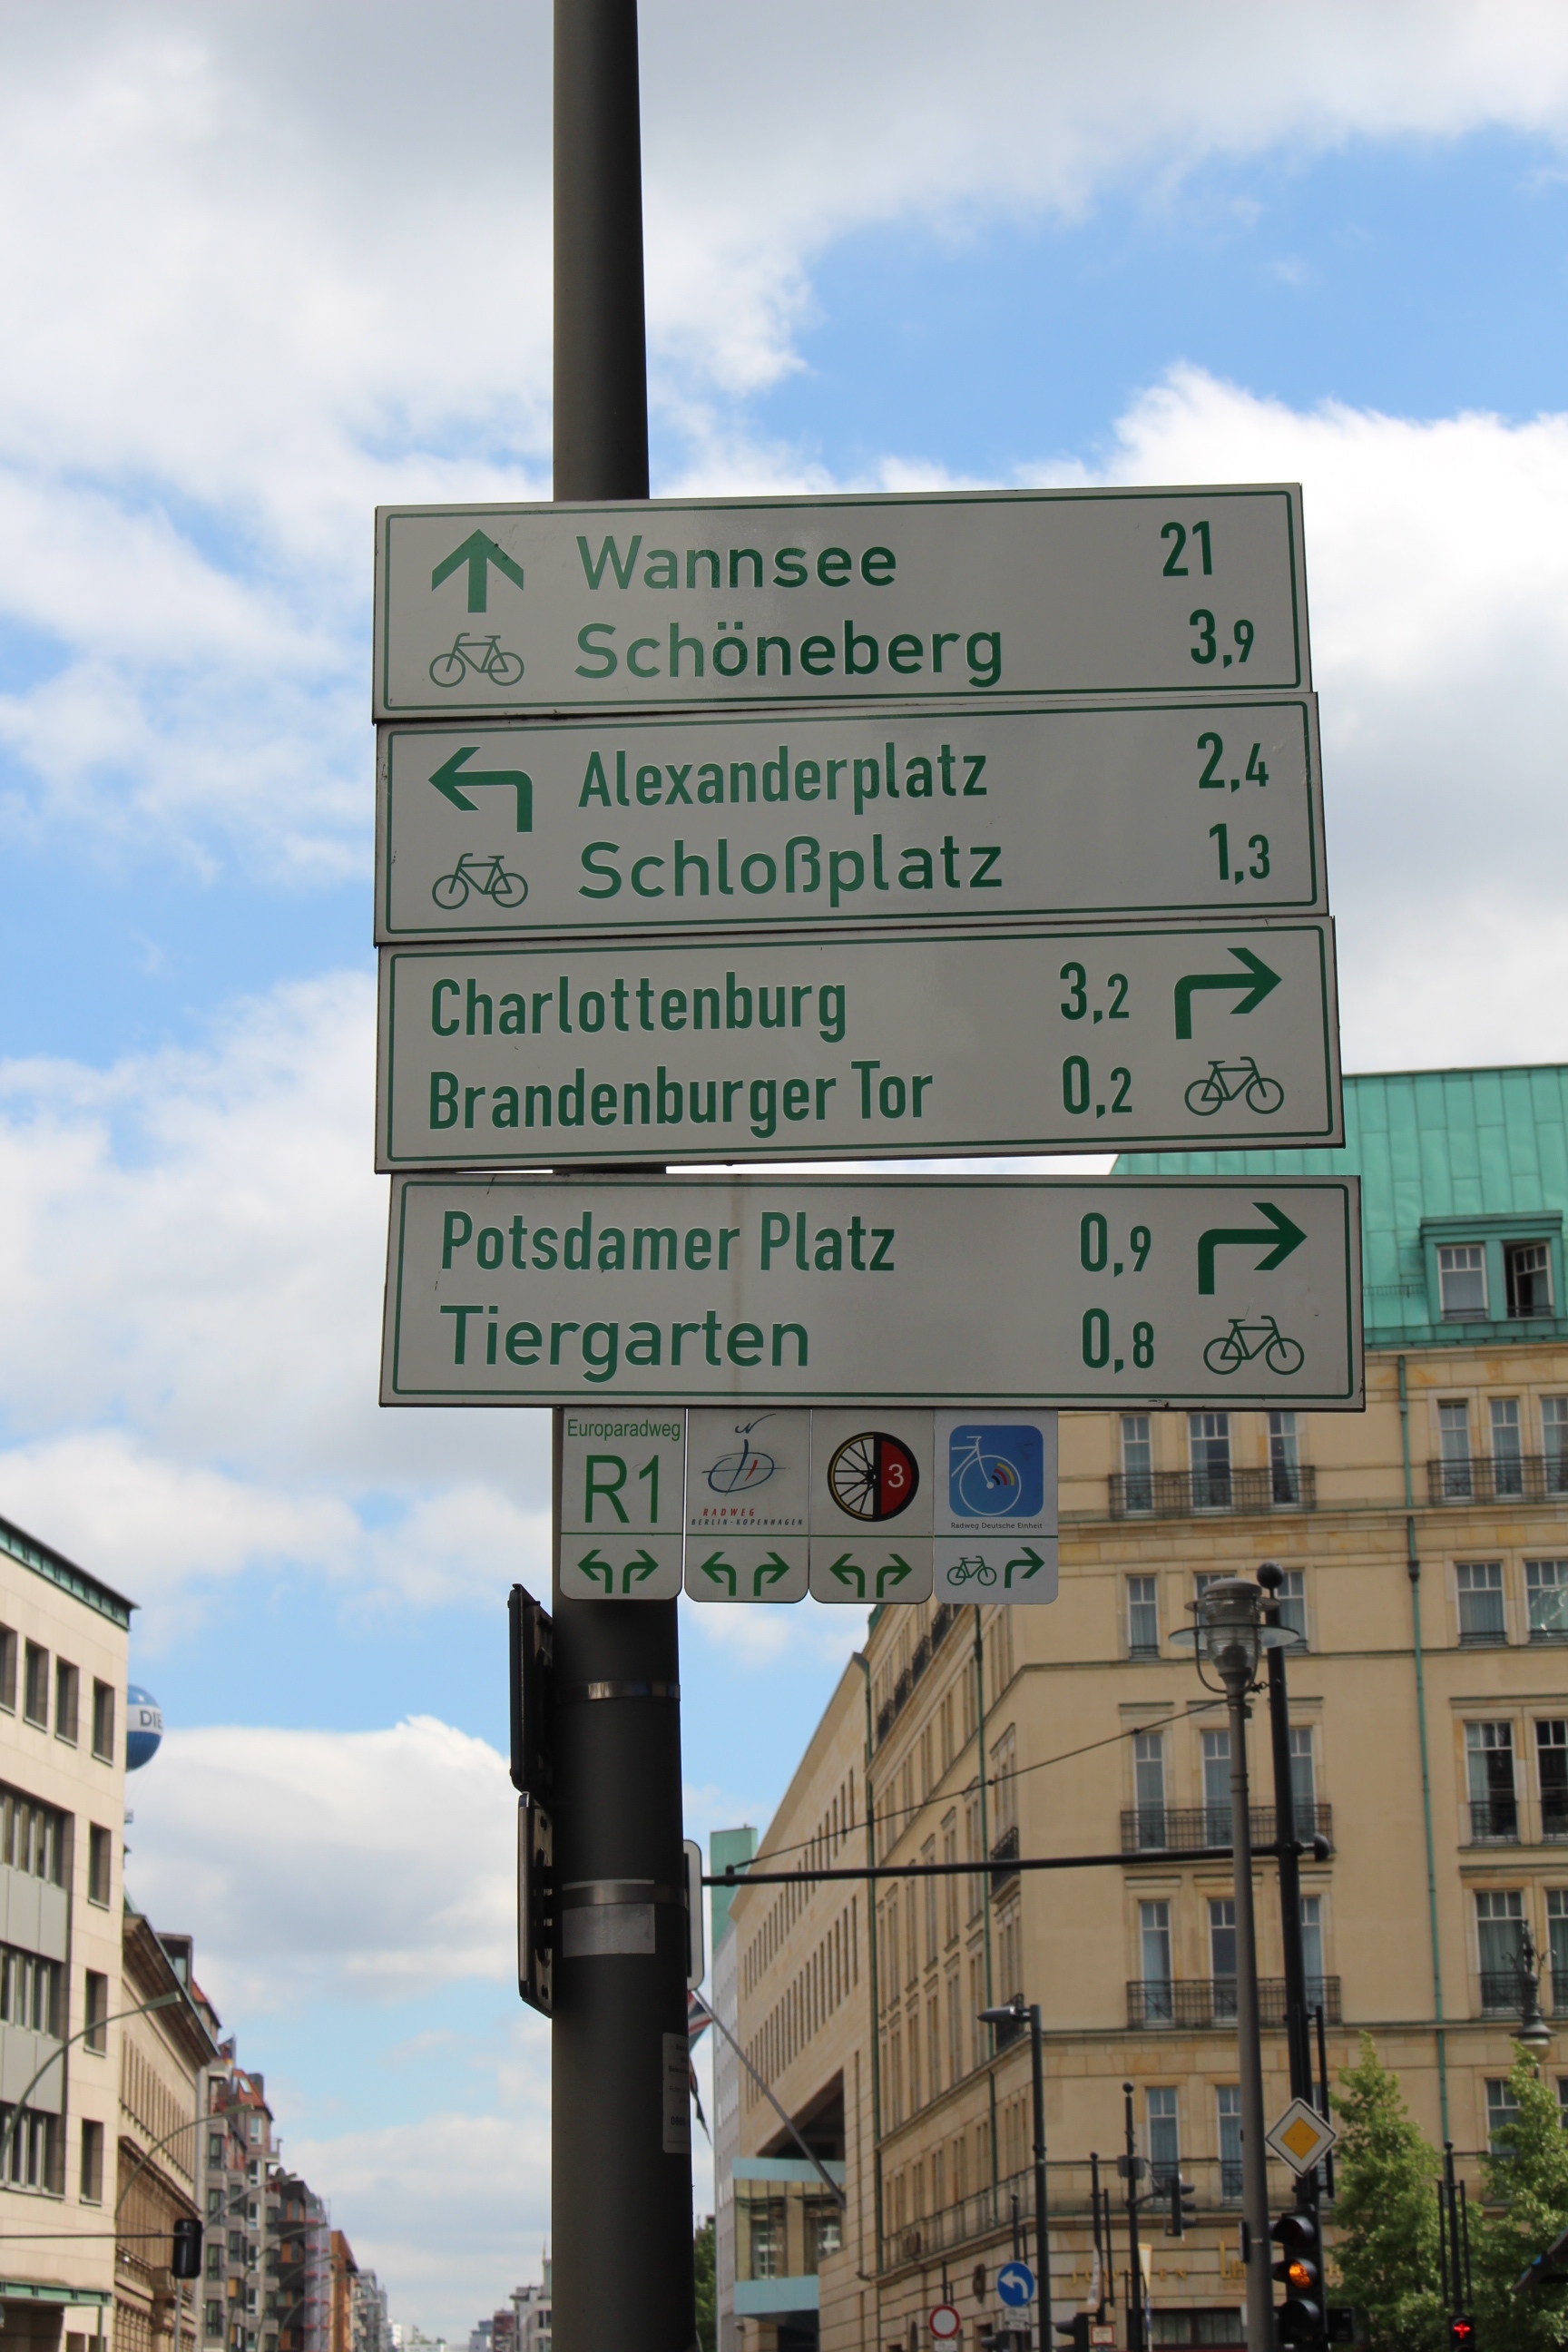 Wannsee 21
Schöneberg 3,9
Alexanderplatz 2,4
Schloßplatz 1,3
Charlottenburg 3,2
Brandenburger Tor 0,2
Potsdamer Platz 0,9
Tiergarten 0,8
Europaradweg
R1
RADWEG
BERLIN-KOPENHAGEN
3
Radweg Deutsche Einheit
DIE